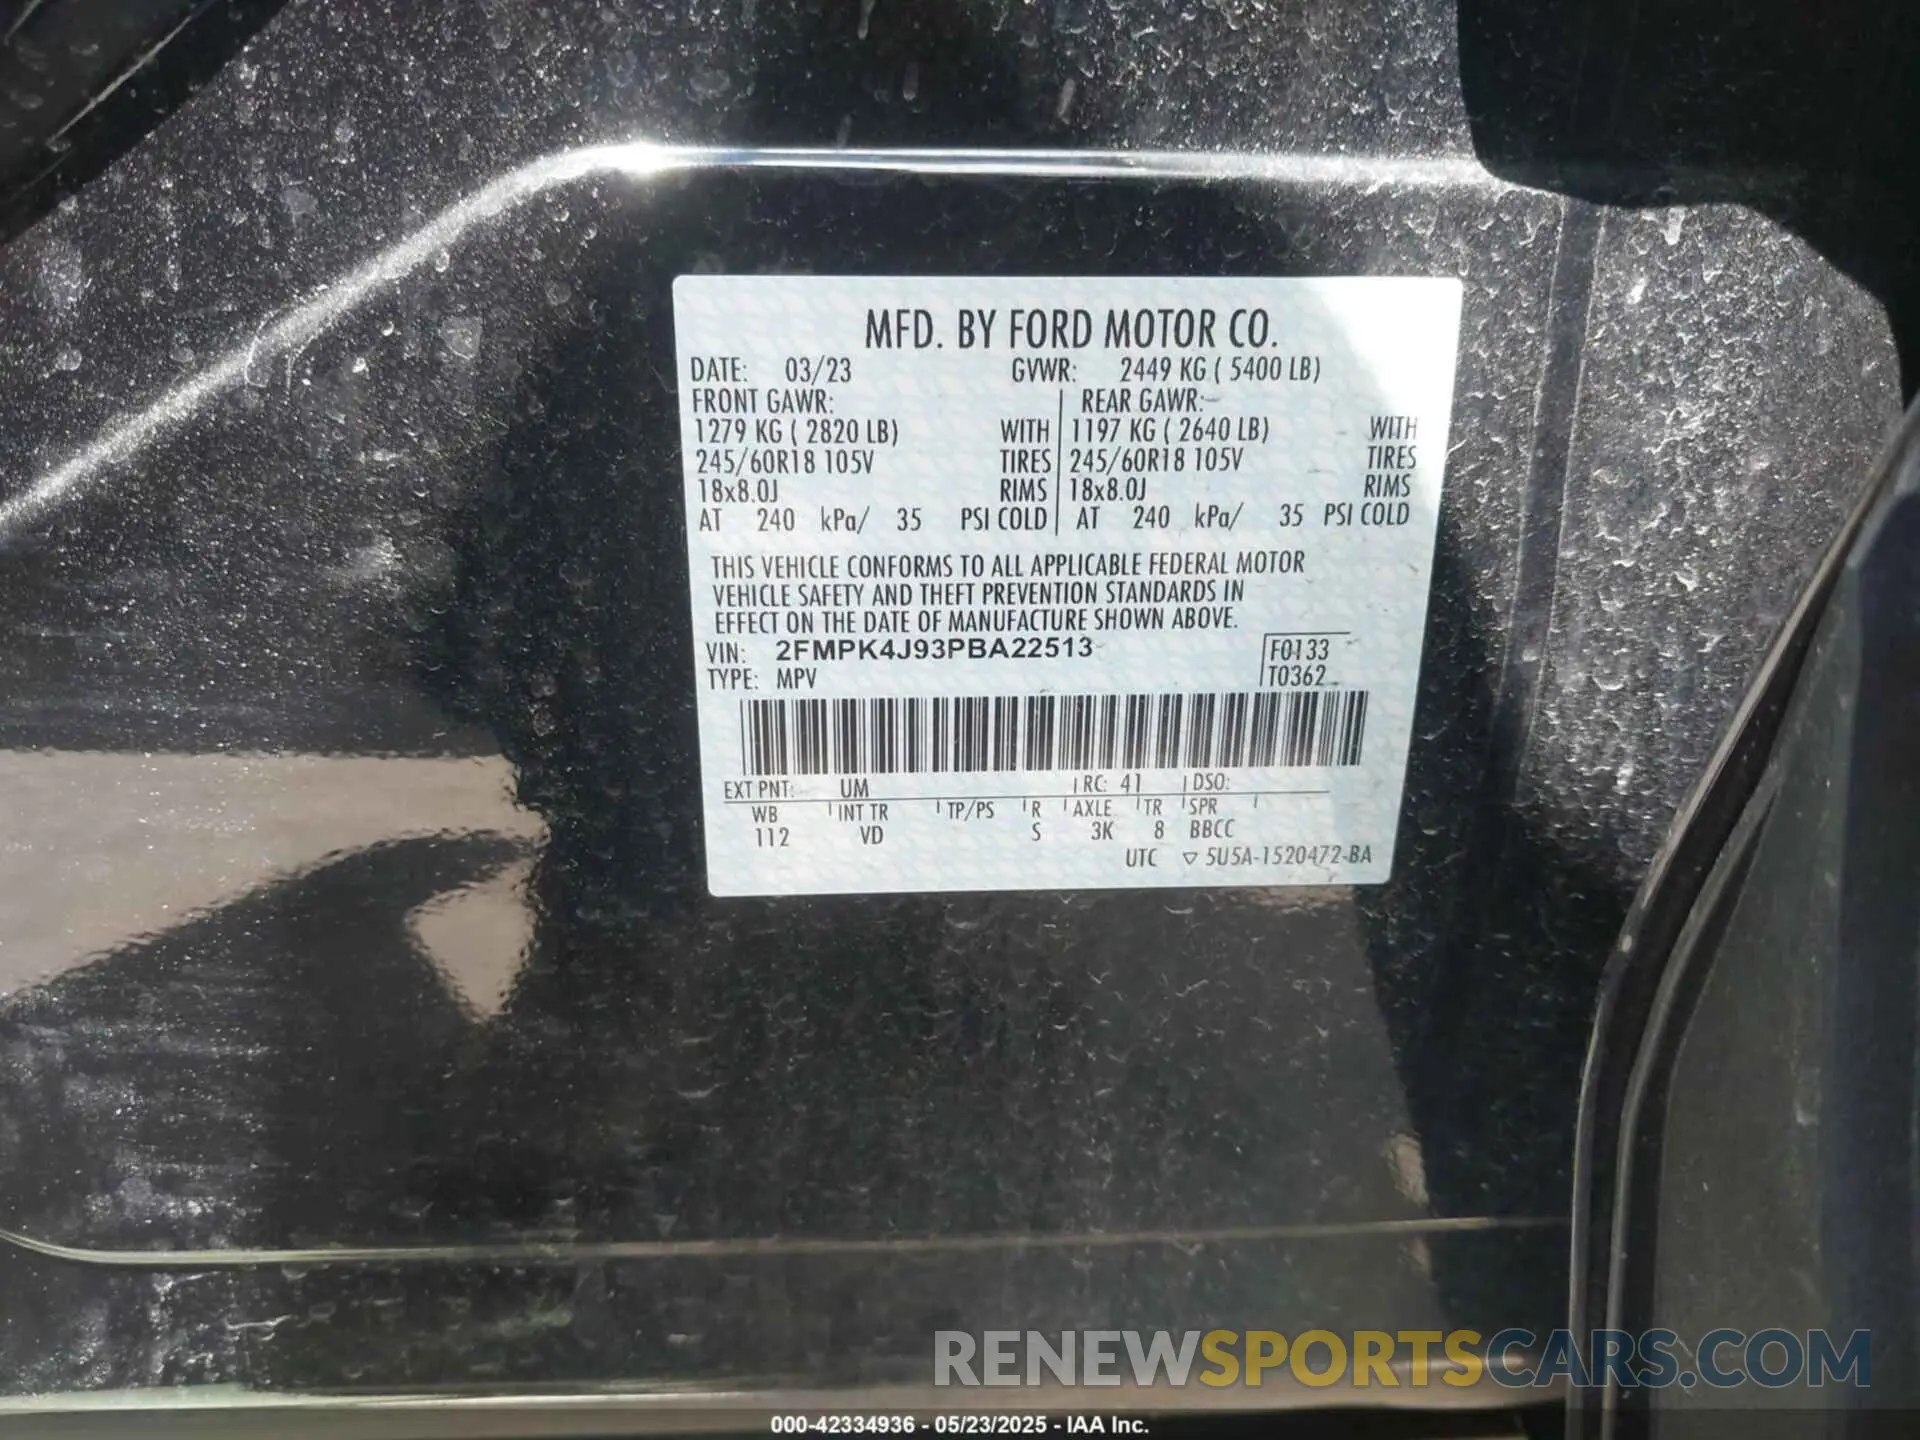 MFD. BY FORD MOTOR CO.
DATE: 03/23 GVWR: 2449 KG ( 5400 LB)
FRONT GAWR: REAR GAWR:
1279 KG ( 2820 LB) WITH 1197 KG ( 2640 LB) WITH
245/60R18 105V TIRES 245/60R18 105V TIRES
18x8.0J RIMS 18x8.0J RIMS
AT 240 kPa/ 35 PSI COLD AT 240 kPa/ 35 PSI COLD
THIS VEHICLE CONFORMS TO ALL APPLICABLE FEDERAL MOTOR
VEHICLE SAFETY AND THEFT PREVENTION STANDARDS IN
EFFECT ON THE DATE OF MANUFACTURE SHOWN ABOVE.
VIN: 2FMPK4J93PBA22513 F0133
TYPE: MPV T0362
EXT PNT: UM RC: 41 DSO:
WB INT TR TP/PS R AXLE TR SPR
112 VD S 3K 8 BBCC
UTC ▽ 5U5A-1520472-BA
RENEWSPORTSCARS.COM
000-42334936 - 05/23/2025 - IAA Inc.